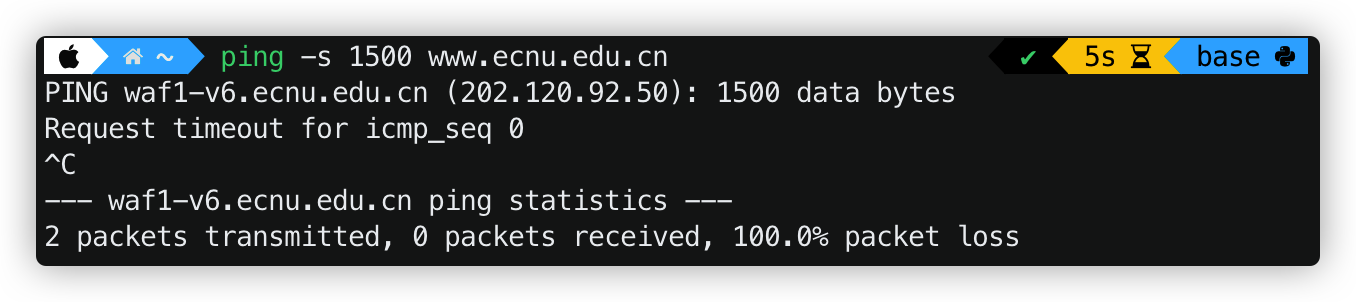 ~ ping -s 1500 www.ecnu.edu.cn ✔ 5s base
PING waf1-v6.ecnu.edu.cn (202.120.92.50): 1500 data bytes
Request timeout for icmp_seq 0
^C
--- waf1-v6.ecnu.edu.cn ping statistics ---
2 packets transmitted, 0 packets received, 100.0% packet loss